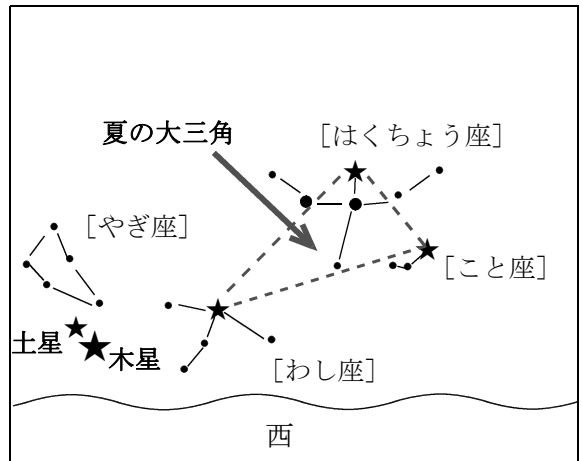 夏の大三角
[はくちょう座]
[やぎ座]
[こと座]
土星
木星
[わし座]
西